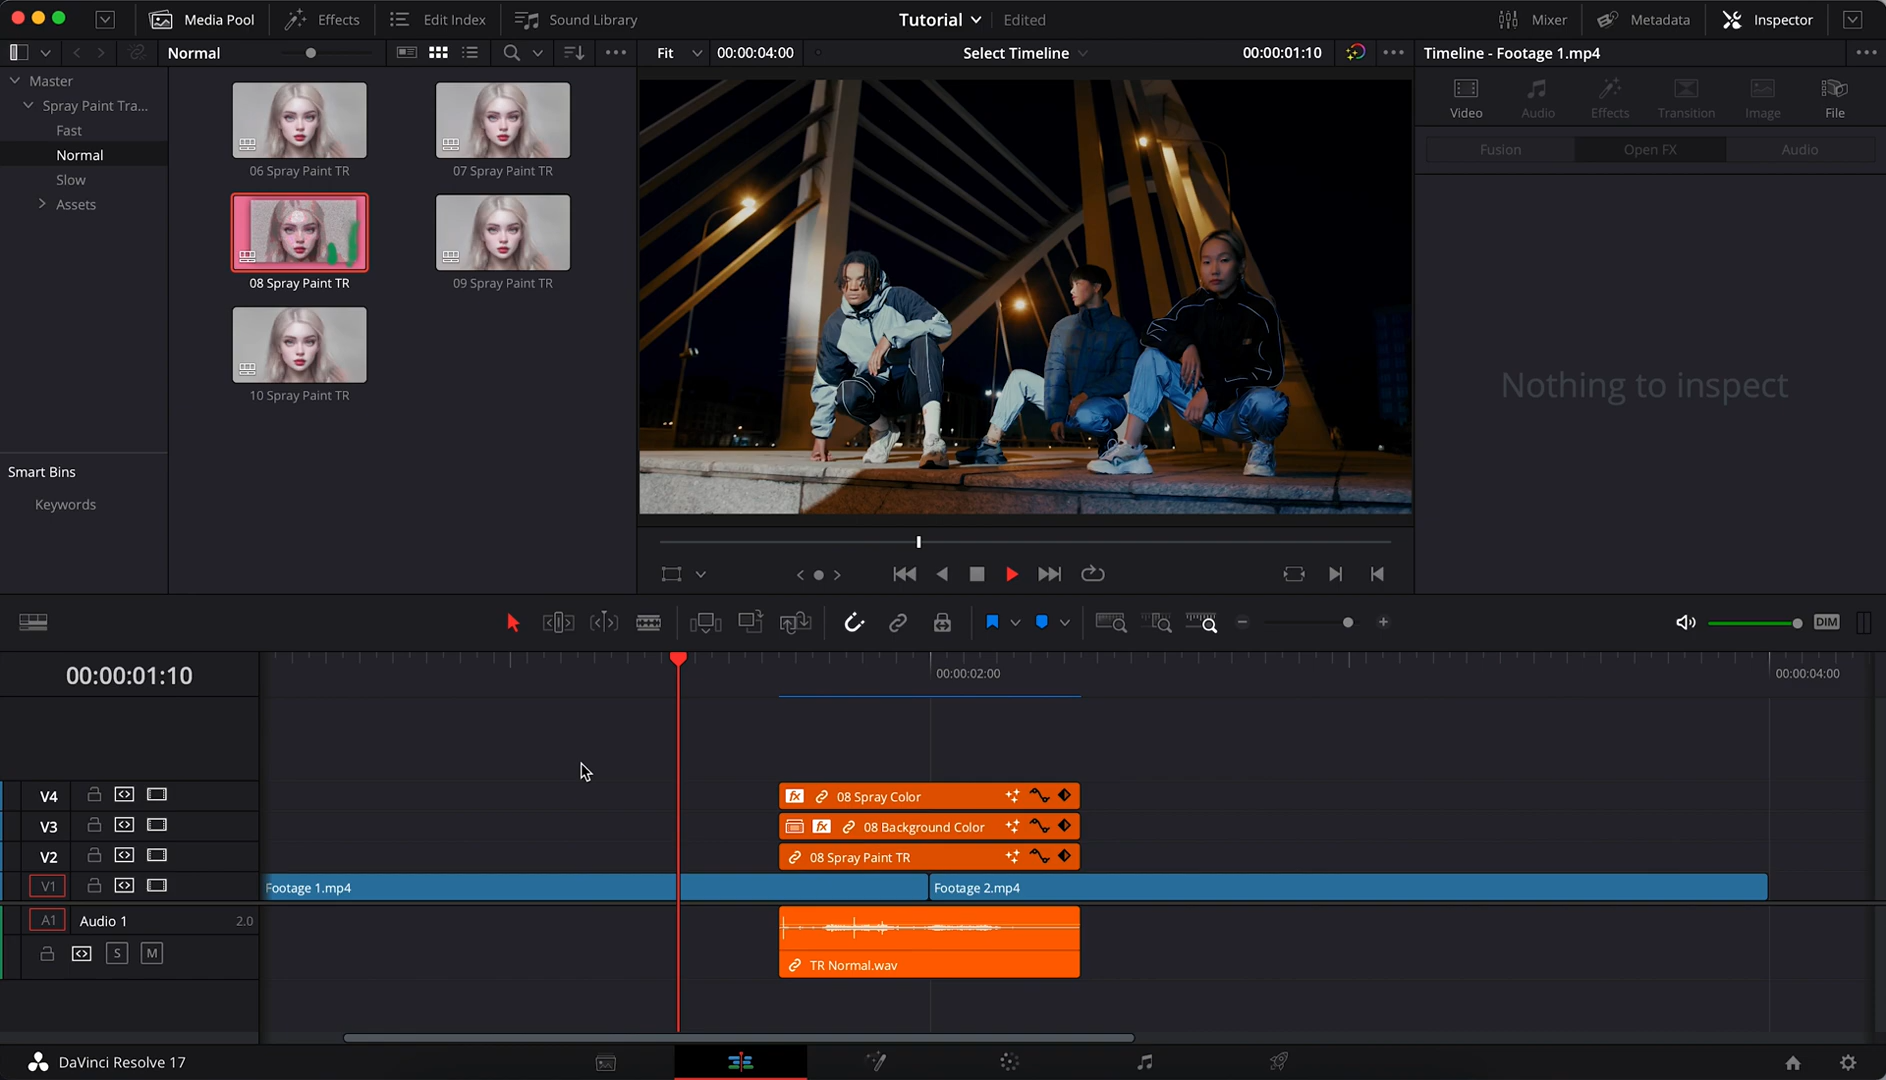 Media Pool
Effects
Edit Index
Sound Library
Tutorial
Edited
Mixer
Metadata
Inspector
Normal
Fit
00:00:04:00
Select Timeline
00:00:01:10
Timeline - Footage 1.mp4
Master
Spray Paint Tra...
Fast
Normal
Slow
Assets
Smart Bins
Keywords
06 Spray Paint TR
07 Spray Paint TR
08 Spray Paint TR
09 Spray Paint TR
10 Spray Paint TR
Video
Audio
Effects
Transition
Image
File
Fusion
Open FX
Audio
Nothing to inspect
DIM
00:00:01:10
00:00:02:00
00:00:04:00
V4
08 Spray Color
V3
08 Background Color
V2
08 Spray Paint TR
V1
Footage 1.mp4
Footage 2.mp4
A1
Audio 1
2.0
S
M
TR Normal.wav
DaVinci Resolve 17